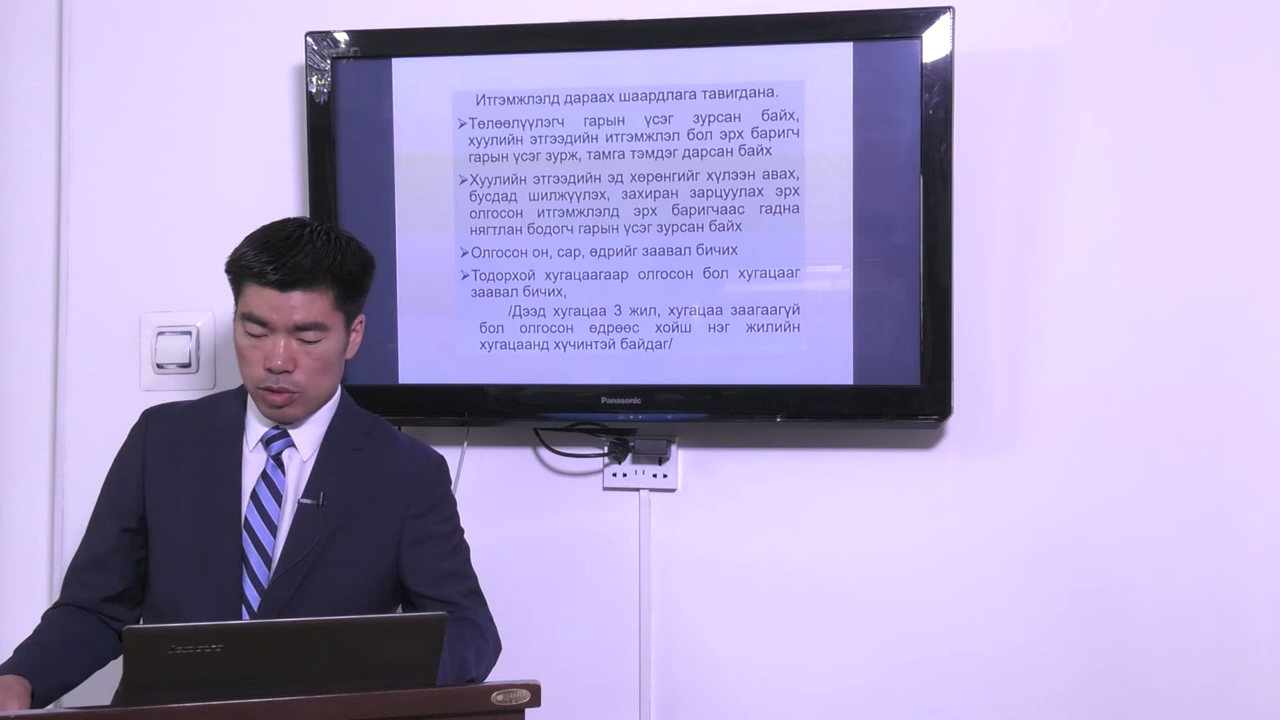 Итгэмжлэлд дараах шаардлага тавигдана.
➢Төлөөлүүлэгч гарын үсэг зурсан байх,
хуулийн этгээдийн итгэмжлэл бол эрх баригч
гарын үсэг зурж, тамга тэмдэг дарсан байх
➢Хуулийн этгээдийн эд хөрөнгийг хүлээн авах,
бусдад шилжүүлэх, захиран зарцуулах эрх
олгосон итгэмжлэлд эрх баригчаас гадна
нягтлан бодогч гарын үсэг зурсан байх
➢Олгосон он, сар, өдрийг заавал бичих
➢Тодорхой хугацаагаар олгосон бол хугацааг
заавал бичих,
/Дээд хугацаа 3 жил, хугацаа заагаагүй
бол олгосон өдрөөс хойш нэг жилийн
хугацаанд хүчинтэй байдаг/
Panasonic